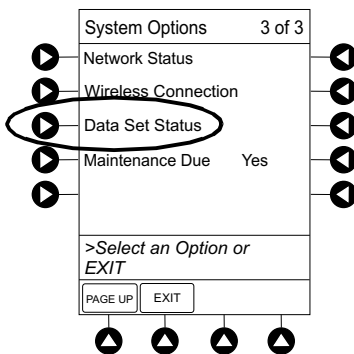 System Options 3 of 3
Network Status
Wireless Connection
Data Set Status
Maintenance Due Yes
>Select an Option or
EXIT
PAGE UP EXIT